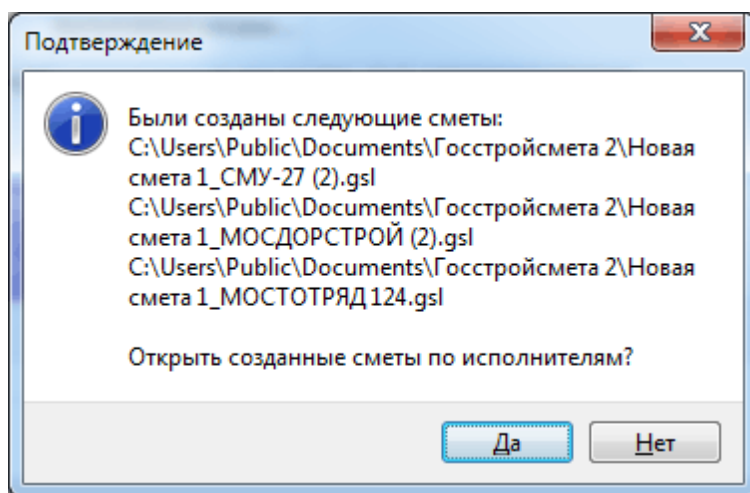 Подтверждение
Были созданы следующие сметы:
C:\Users\Public\Documents\Госстройсмета 2\Новая
смета 1_СМУ-27 (2).gsl
C:\Users\Public\Documents\Госстройсмета 2\Новая
смета 1_МОСДОРСТРОЙ (2).gsl
C:\Users\Public\Documents\Госстройсмета 2\Новая
смета 1_МОСТОТРЯД 124.gsl
Открыть созданные сметы по исполнителям?
Да
Нет